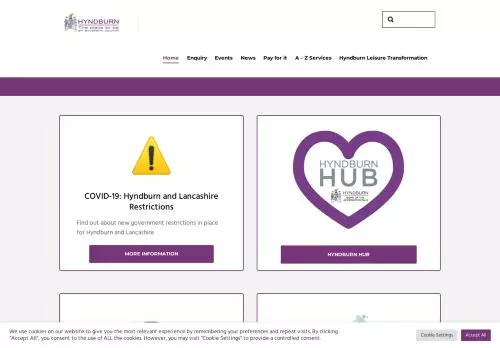 HYNDBURN
The place to be
an excellent council
Home
Enquiry
Events
News
Pay for it
A – Z Services
Hyndburn Leisure Transformation
COVID-19: Hyndburn and Lancashire
Restrictions
Find out about new government restrictions in place
for Hyndburn and Lancashire
MORE INFORMATION
HYNDBURN
HUB
HYNDBURN
HYNDBURN HUB
We use cookies on our website to give you the most relevant experience by remembering your preferences and repeat visits. By clicking
"Accept All", you consent to the use of ALL the cookies. However, you may visit "Cookie Settings" to provide a controlled consent.
Cookie Settings
Accept All